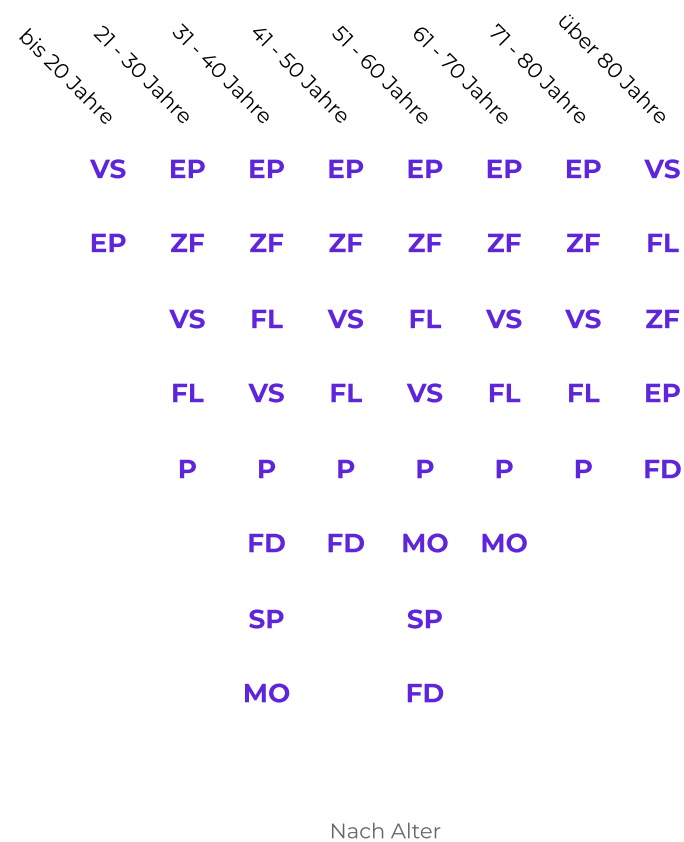 bis 20 Jahre 21 - 30 Jahre 31 - 40 Jahre 41 - 50 Jahre 51 - 60 Jahre 61 - 70 Jahre 71 - 80 Jahre über 80 Jahre
VS EP EP EP EP EP EP VS
EP ZF ZF ZF ZF ZF ZF FL
VS FL VS FL VS VS ZF
FL VS FL VS FL FL EP
P P P P P P FD
FD FD MO MO
SP SP
MO FD
Nach Alter